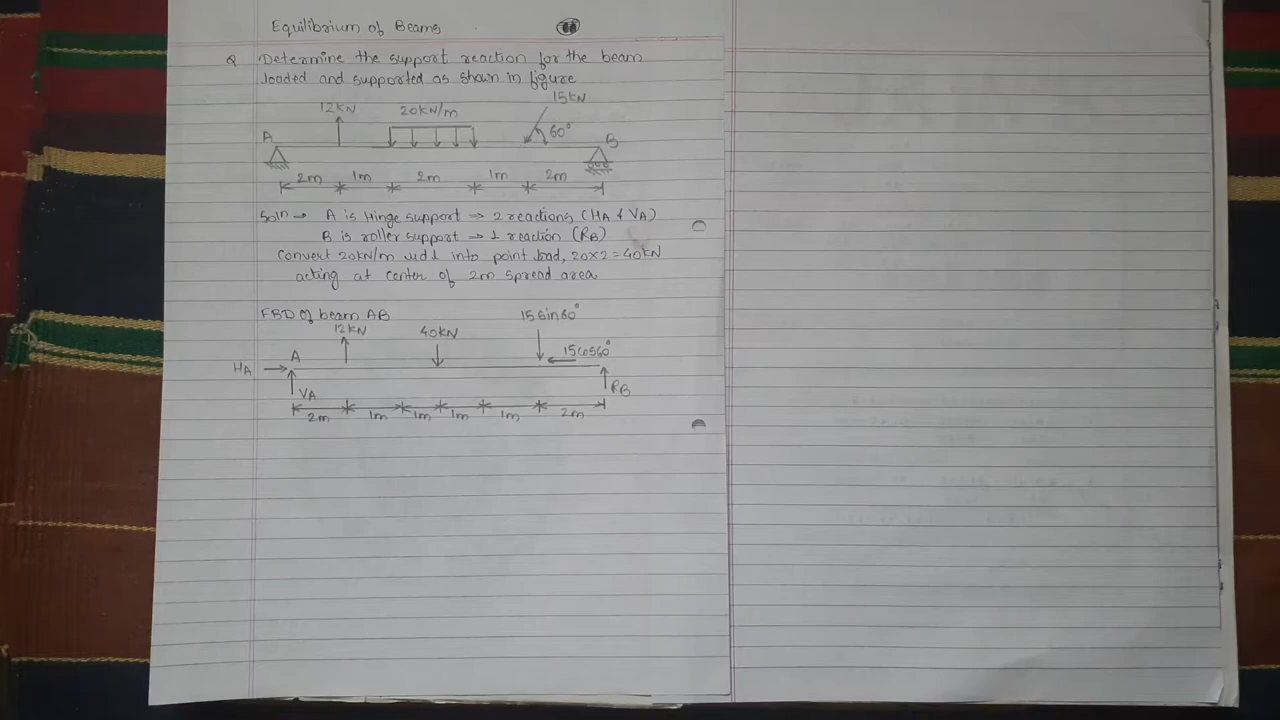 Equilibrium of Beams
Q Determine the support reaction for the beam
loaded and supported as shown in figure
15KN
12KN 20KN/m
A 60° B
2m 1m 2m 1m 2m
Soln → A is Hinge support → 2 reactions (HA & VA)
B is roller support → 1 reaction (RB)
Convert 20KN/m udl into point load, 20×2=40KN
acting at center of 2m spread area
FBD of beam AB 15sin60°
12KN 40KN
A 15cos60°
HA
VA RB
2m 1m 1m 1m 1m 2m